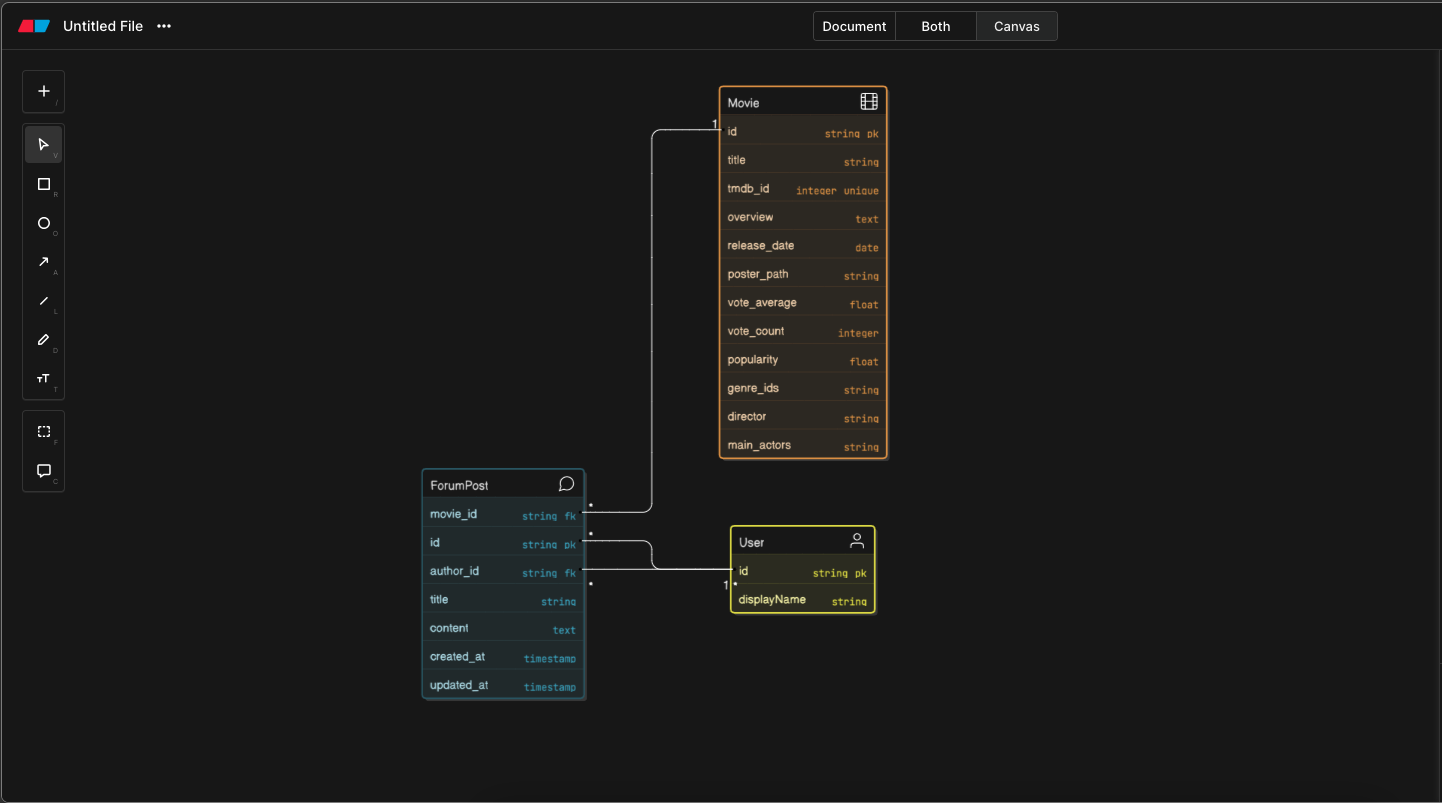 Untitled File •••
Document Both Canvas
/
V
R
O
A
L
D
T
F
C
Movie
1
id string pk
title string
tmdb_id integer unique
overview text
release_date date
poster_path string
vote_average float
vote_count integer
popularity float
genre_ids string
director string
main_actors string
ForumPost
movie_id string fk *
id string pk *
author_id string fk *
title string
content text
created_at timestamp
updated_at timestamp
User
id string pk
1 *
displayName string